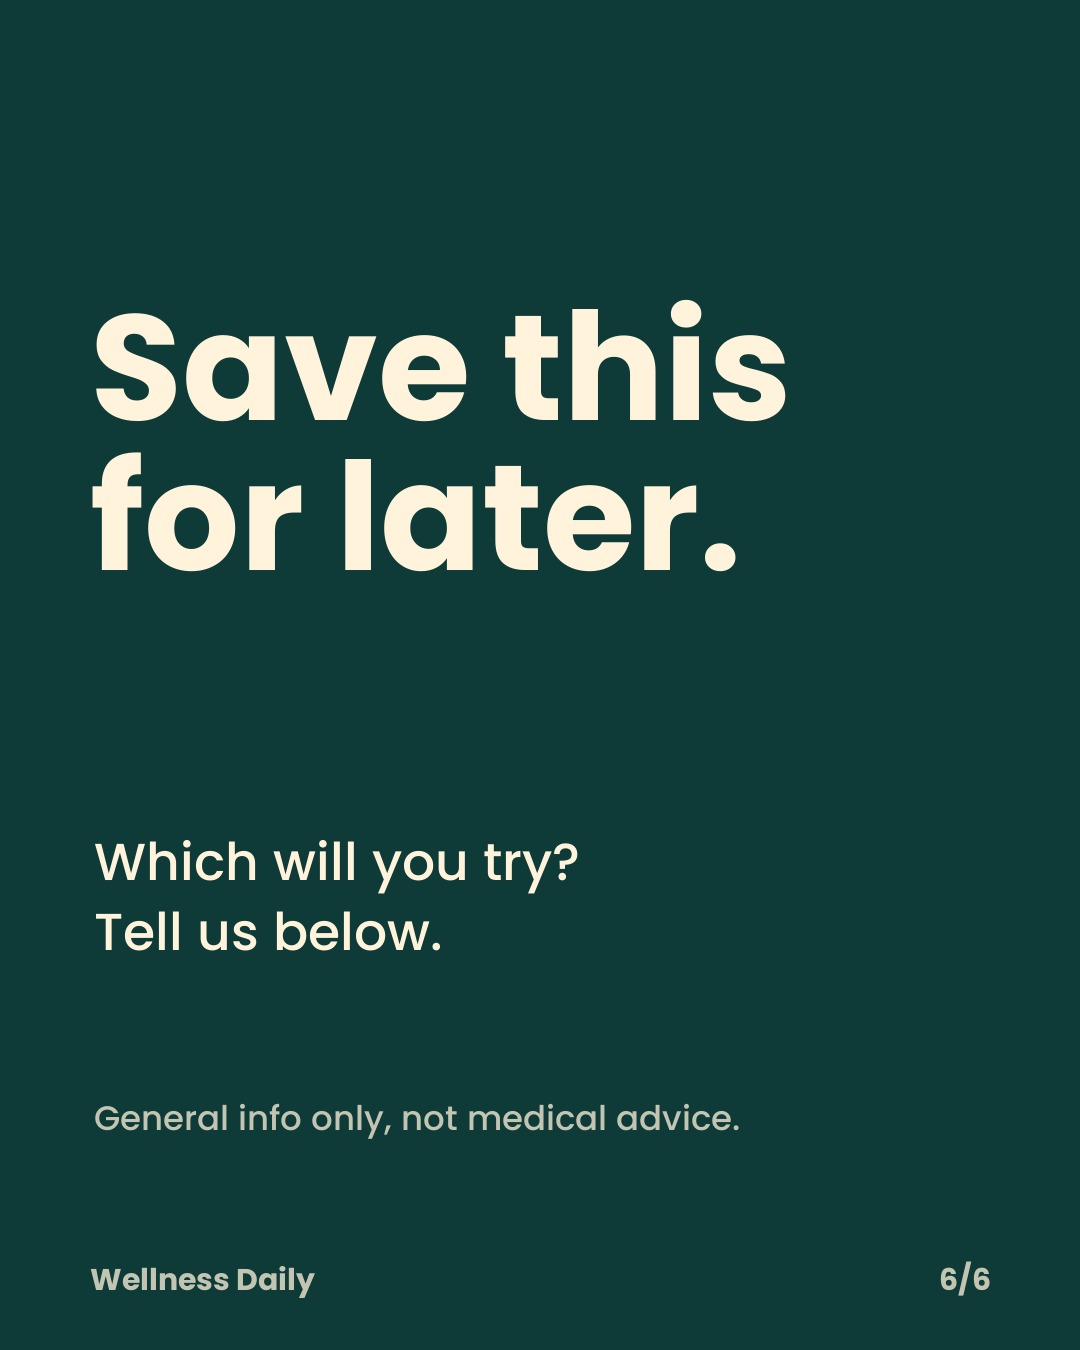 Save this
for later.
Which will you try?
Tell us below.
General info only, not medical advice.
Wellness Daily
6/6